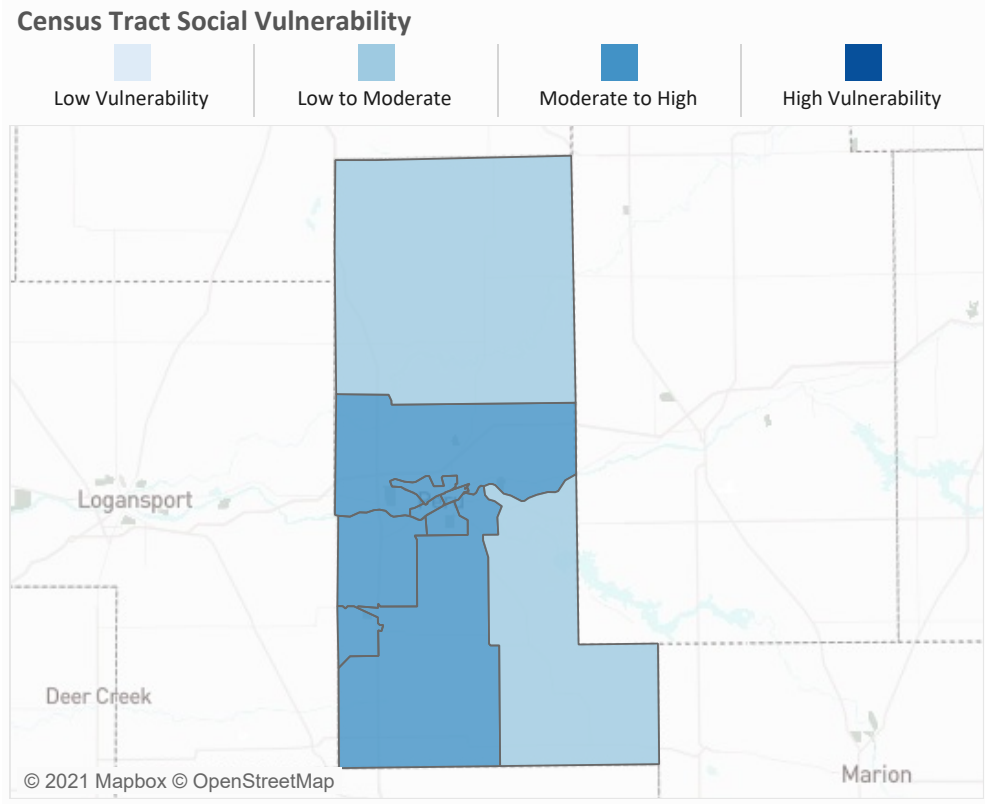 Census Tract Social Vulnerability
Low Vulnerability
Low to Moderate
Moderate to High
High Vulnerability
Logansport
Deer Creek
Marion
© 2021 Mapbox © OpenStreetMap